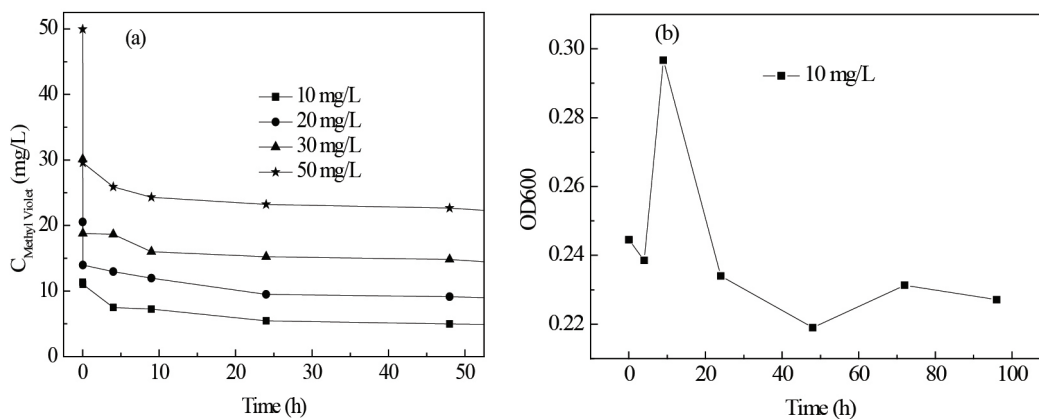 (a)
10 mg/L
20 mg/L
30 mg/L
50 mg/L
C Methyl Violet (mg/L)
50
40
30
20
10
0
0 10 20 30 40 50
Time (h)
(b)
10 mg/L
OD600
0.30
0.28
0.26
0.24
0.22
0 20 40 60 80 100
Time (h)